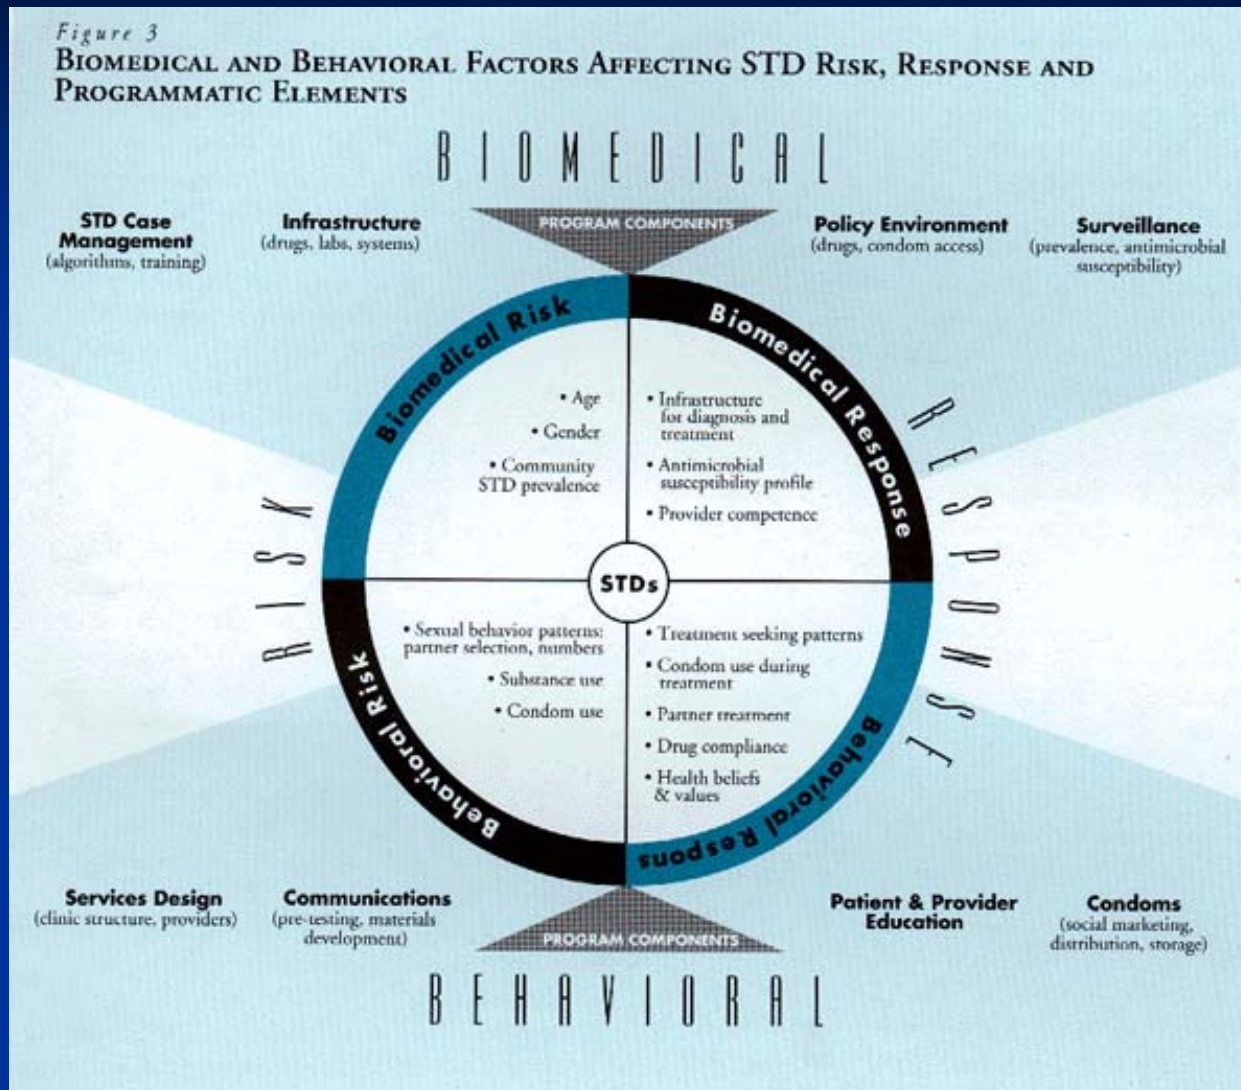 Figure 3
BIOMEDICAL AND BEHAVIORAL FACTORS AFFECTING STD RISK, RESPONSE AND
PROGRAMMATIC ELEMENTS
BIOMEDICAL
PROGRAM COMPONENTS
STD Case
Management
(algorithms, training)
Infrastructure
(drugs, labs, systems)
Policy Environment
(drugs, condom access)
Surveillance
(prevalence, antimicrobial
susceptibility)
Biomedical Risk
• Age
• Gender
• Community
STD prevalence
Biomedical Response
• Infrastructure
for diagnosis and
treatment
• Antimicrobial
susceptibility profile
• Provider competence
RISK
RESPONSE
STDs
Behavioral Risk
• Sexual behavior patterns:
partner selection, numbers
• Substance use
• Condom use
Behavioral Respons
• Treatment seeking patterns
• Condom use during
treatment
• Partner treatment
• Drug compliance
• Health beliefs
& values
Services Design
(clinic structure, providers)
Communications
(pre-testing, materials
development)
Patient & Provider
Education
Condoms
(social marketing,
distribution, storage)
PROGRAM COMPONENTS
BEHAVIORAL